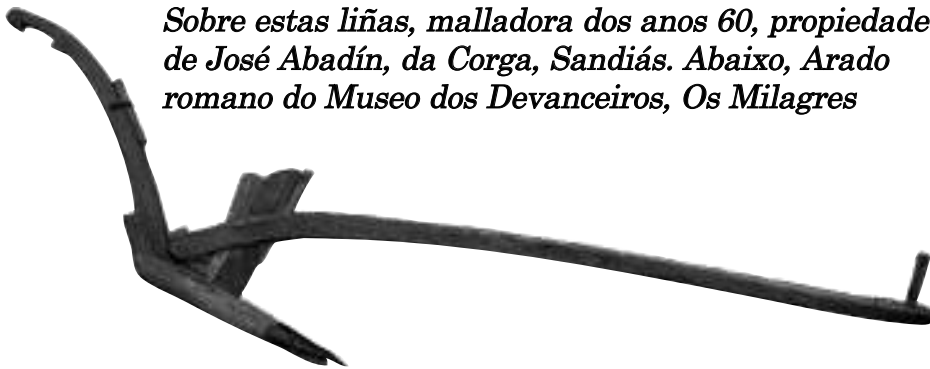 Sobre estas liñas, malladora dos anos 60, propiedade
de José Abadín, da Corga, Sandiás. Abaixo, Arado
romano do Museo dos Devanceiros, Os Milagres